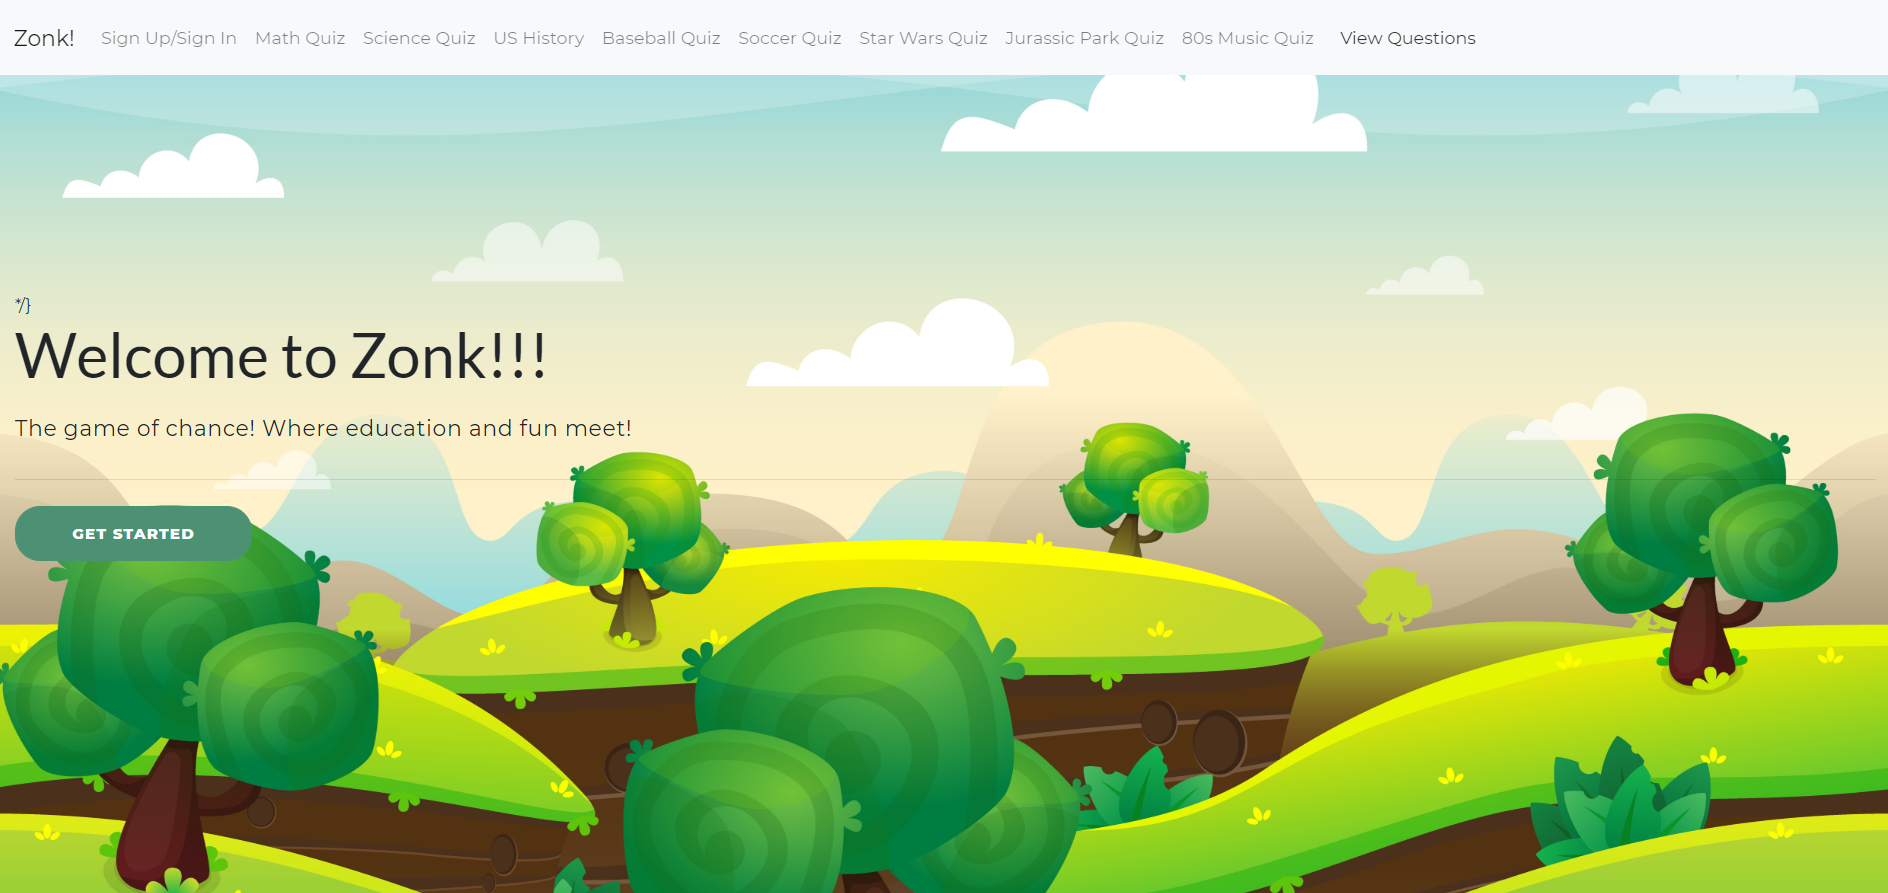 Zonk! Sign Up/Sign In Math Quiz Science Quiz US History Baseball Quiz Soccer Quiz Star Wars Quiz Jurassic Park Quiz 80s Music Quiz View Questions
*/}
Welcome to Zonk!!!
The game of chance! Where education and fun meet!
GET STARTED